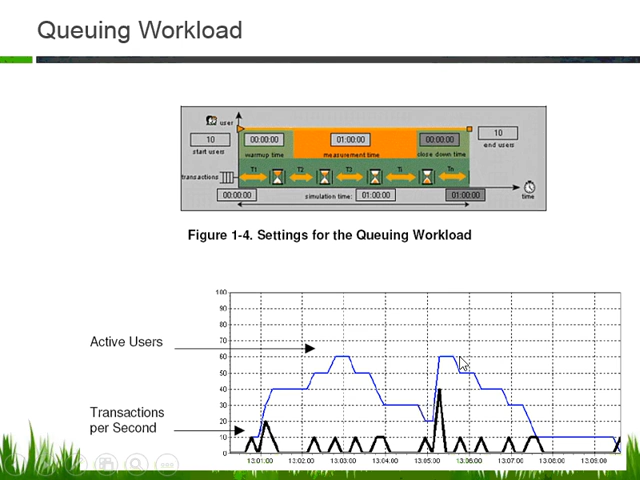 Queuing Workload
user
10
start users
00:00:00
warmup time
01:00:00
measurement time
00:00:00
close down time
10
end users
transactions
T1
T2
T3
Ti
Tn
00:00:00
simulation time:
01:00:00
01:00:00
time
Figure 1-4. Settings for the Queuing Workload
Active Users
Transactions
per Second
100
90
80
70
60
50
40
30
20
10
0
13:01:00
13:02:00
13:03:00
13:04:00
13:05:00
13:06:00
13:07:00
13:08:00
13:09:00